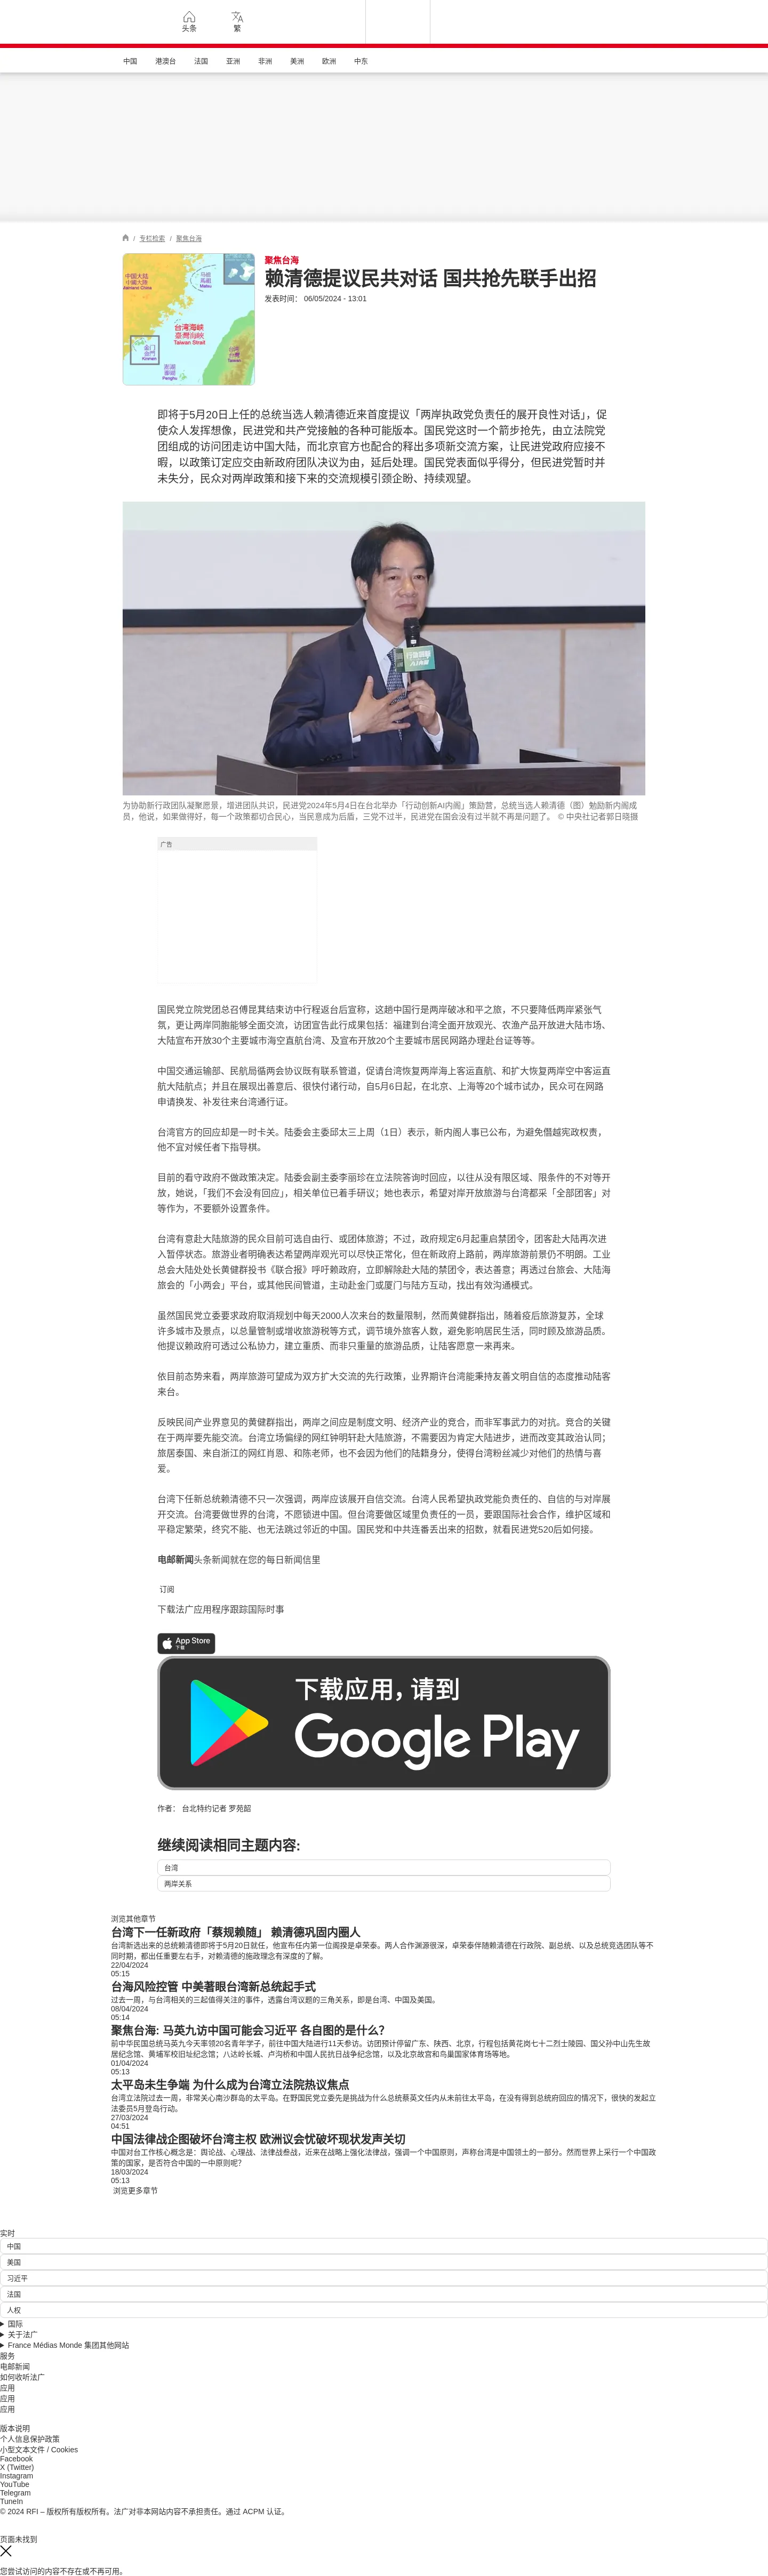 头条
繁
中国 港澳台 法国 亚洲 非洲 美洲 欧洲 中东
/ 专栏检索 / 聚焦台海
中国大陆
中國大陸
Mainland China
马祖
馬祖
Matsu
台湾海峡
臺灣海峽
Taiwan Strait
金门
金門
Kinmen
台湾
台灣
Taiwan
澎湖
澎湖
Penghu
聚焦台海
赖清德提议民共对话 国共抢先联手出招
发表时间： 06/05/2024 - 13:01
即将于5月20日上任的总统当选人赖清德近来首度提议「两岸执政党负责任的展开良性对话」，促
使众人发挥想像，民进党和共产党接触的各种可能版本。国民党这时一个箭步抢先，由立法院党
团组成的访问团走访中国大陆，而北京官方也配合的释出多项新交流方案，让民进党政府应接不
暇，以政策订定应交由新政府团队决议为由，延后处理。国民党表面似乎得分，但民进党暂时并
未失分，民众对两岸政策和接下来的交流规模引颈企盼、持续观望。
行動創新
AI內閣
为协助新行政团队凝聚愿景，增进团队共识，民进党2024年5月4日在台北举办「行动创新AI内阁」策励营，总统当选人赖清德（图）勉励新内阁成
员，他说，如果做得好，每一个政策都切合民心，当民意成为后盾，三党不过半，民进党在国会没有过半就不再是问题了。 © 中央社记者郭日晓摄
广告
国民党立院党团总召傅昆萁结束访中行程返台后宣称，这趟中国行是两岸破冰和平之旅，不只要降低两岸紧张气
氛，更让两岸同胞能够全面交流，访团宣告此行成果包括：福建到台湾全面开放观光、农渔产品开放进大陆市场、
大陆宣布开放30个主要城市海空直航台湾、及宣布开放20个主要城市居民网路办理赴台证等等。
中国交通运输部、民航局循两会协议既有联系管道，促请台湾恢复两岸海上客运直航、和扩大恢复两岸空中客运直
航大陆航点；并且在展现出善意后、很快付诸行动，自5月6日起，在北京、上海等20个城市试办，民众可在网路
申请换发、补发往来台湾通行证。
台湾官方的回应却是一时卡关。陆委会主委邱太三上周（1日）表示，新内阁人事已公布，为避免僭越宪政权责，
他不宜对候任者下指导棋。
目前的看守政府不做政策决定。陆委会副主委李丽珍在立法院答询时回应，以往从没有限区域、限条件的不对等开
放，她说，「我们不会没有回应」，相关单位已着手研议；她也表示，希望对岸开放旅游与台湾都采「全部团客」对
等作为，不要额外设置条件。
台湾有意赴大陆旅游的民众目前可选自由行、或团体旅游；不过，政府规定6月起重启禁团令，团客赴大陆再次进
入暂停状态。旅游业者明确表达希望两岸观光可以尽快正常化，但在新政府上路前，两岸旅游前景仍不明朗。工业
总会大陆处处长黄健群投书《联合报》呼吁赖政府，立即解除赴大陆的禁团令，表达善意；再透过台旅会、大陆海
旅会的「小两会」平台，或其他民间管道，主动赴金门或厦门与陆方互动，找出有效沟通模式。
虽然国民党立委要求政府取消规划中每天2000人次来台的数量限制，然而黄健群指出，随着疫后旅游复苏，全球
许多城市及景点，以总量管制或增收旅游税等方式，调节境外旅客人数，避免影响居民生活，同时顾及旅游品质。
他提议赖政府可透过公私协力，建立重质、而非只重量的旅游品质，让陆客愿意一来再来。
依目前态势来看，两岸旅游可望成为双方扩大交流的先行政策，业界期许台湾能秉持友善文明自信的态度推动陆客
来台。
反映民间产业界意见的黄健群指出，两岸之间应是制度文明、经济产业的竞合，而非军事武力的对抗。竞合的关键
在于两岸要先能交流。台湾立场偏绿的网红钟明轩赴大陆旅游，不需要因为肯定大陆进步，进而改变其政治认同；
旅居泰国、来自浙江的网红肖恩、和陈老师，也不会因为他们的陆籍身分，使得台湾粉丝减少对他们的热情与喜
爱。
台湾下任新总统赖清德不只一次强调，两岸应该展开自信交流。台湾人民希望执政党能负责任的、自信的与对岸展
开交流。台湾要做世界的台湾，不愿锁进中国。但台湾要做区域里负责任的一员，要跟国际社会合作，维护区域和
平稳定繁荣，终究不能、也无法跳过邻近的中国。国民党和中共连番丢出来的招数，就看民进党520后如何接。
电邮新闻头条新闻就在您的每日新闻信里
订阅
下载法广应用程序跟踪国际时事
App Store
下载
下载应用，请到
Google Play
作者： 台北特约记者 罗苑韶
继续阅读相同主题内容:
台湾
两岸关系
浏览其他章节
台湾下一任新政府「蔡规赖随」 赖清德巩固内圈人
台湾新选出来的总统赖清德即将于5月20日就任，他宣布任内第一位阁揆是卓荣泰。两人合作渊源很深，卓荣泰伴随赖清德在行政院、副总统、以及总统竞选团队等不
同时期，都出任重要左右手，对赖清德的施政理念有深度的了解。
22/04/2024
05:15
台海风险控管 中美著眼台湾新总统起手式
过去一周，与台湾相关的三起值得关注的事件，透露台湾议题的三角关系，即是台湾、中国及美国。
08/04/2024
05:14
聚焦台海: 马英九访中国可能会习近平 各自图的是什么？
前中华民国总统马英九今天率领20名青年学子，前往中国大陆进行11天参访。访团预计停留广东、陕西、北京，行程包括黄花岗七十二烈士陵园、国父孙中山先生故
居纪念馆、黄埔军校旧址纪念馆；八达岭长城、卢沟桥和中国人民抗日战争纪念馆，以及北京故宫和鸟巢国家体育场等地。
01/04/2024
05:13
太平岛未生争端 为什么成为台湾立法院热议焦点
台湾立法院过去一周，非常关心南沙群岛的太平岛。在野国民党立委先是挑战为什么总统蔡英文任内从未前往太平岛，在没有得到总统府回应的情况下，很快的发起立
法委员5月登岛行动。
27/03/2024
04:51
中国法律战企图破坏台湾主权 欧洲议会忧破坏现状发声关切
中国对台工作核心概念是：舆论战、心理战、法律战叁战，近来在战略上强化法律战，强调一个中国原则，声称台湾是中国领土的一部分。然而世界上采行一个中国政
策的国家，是否符合中国的一中原则呢？
18/03/2024
05:13
浏览更多章节
实时
中国
美国
习近平
法国
人权
国际
关于法广
France Médias Monde 集团其他网站
服务
电邮新闻
如何收听法广
应用
应用
应用
版本说明
个人信息保护政策
小型文本文件 / Cookies
Facebook
X (Twitter)
Instagram
YouTube
Telegram
TuneIn
© 2024 RFI – 版权所有版权所有。法广对非本网站内容不承担责任。通过 ACPM 认证。
页面未找到
您尝试访问的内容不存在或不再可用。